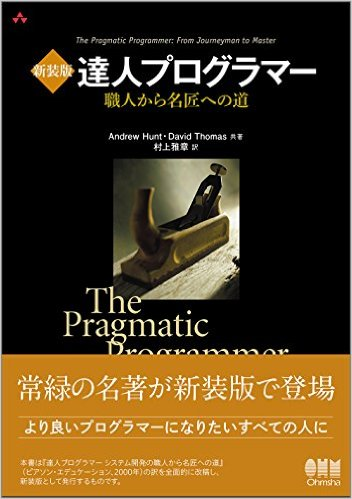 The Pragmatic Programmer: From Journeyman to Master
新装版
達人プログラマー
職人から名匠への道
Andrew Hunt・David Thomas 共著
村上雅章 訳
The
Pragmatic
Programmer
常緑の名著が新装版で登場
より良いプログラマーになりたいすべての人に
本書は『達人プログラマー システム開発の職人から名匠への道』
(ピアソン・エデュケーション、2000年)の訳を全面的に改稿し、
新装版として発行するものです。
OHM
Ohmsha